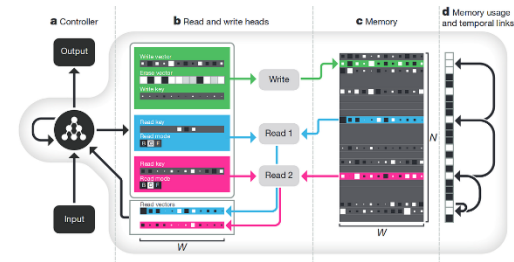 a Controller
b Read and write heads
c Memory
d Memory usage
and temporal links
Output
Input
Write vector
Erase vector
Write key
Read key
Read mode
B C F
Read key
Read mode
B C F
Read vectors
W
Write
Read 1
Read 2
N
W